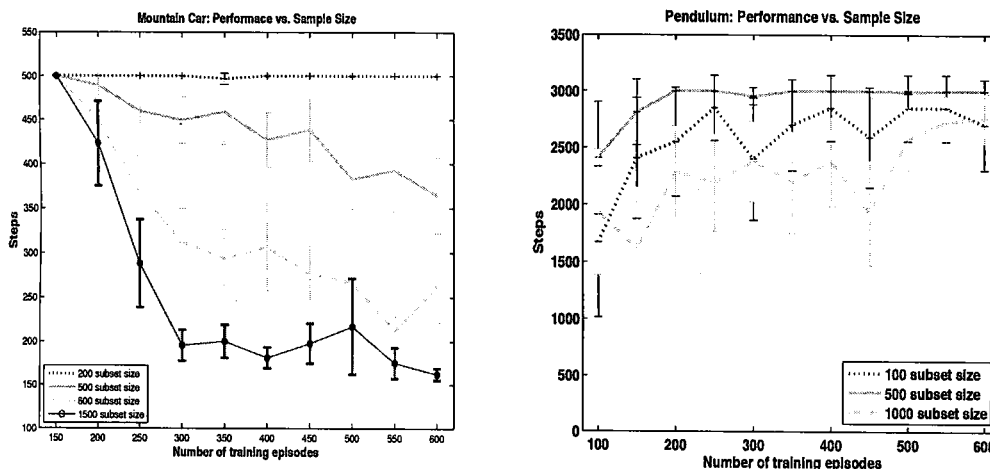 Mountain Car: Performace vs. Sample Size
550
500
450
400
350
300
250
200
150
100
Steps
200 subset size
500 subset size
800 subset size
1500 subset size
150 200 250 300 350 400 450 500 550 600
Number of training episodes
Pendulum: Performance vs. Sample Size
3500
3000
2500
2000
1500
1000
500
0
Steps
100 subset size
500 subset size
1000 subset size
100 200 300 400 500 600
Number of training episodes